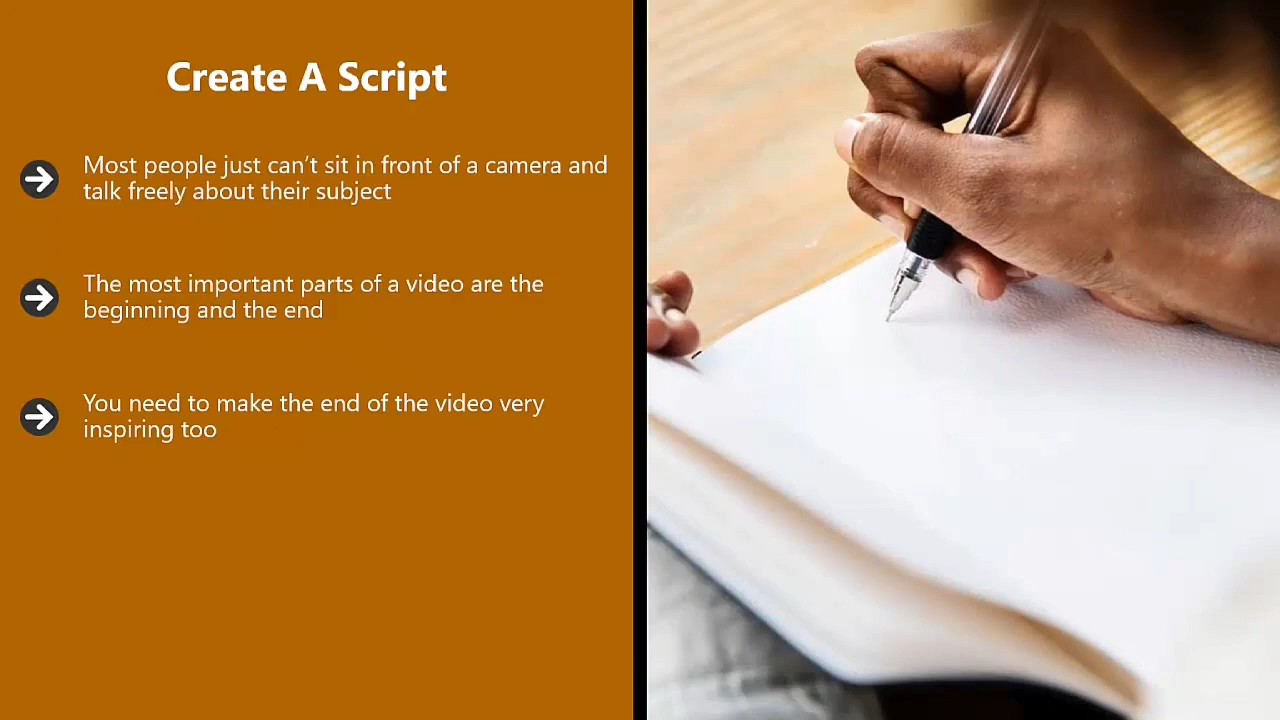 Create A Script
Most people just can’t sit in front of a camera and
talk freely about their subject
The most important parts of a video are the
beginning and the end
You need to make the end of the video very
inspiring too